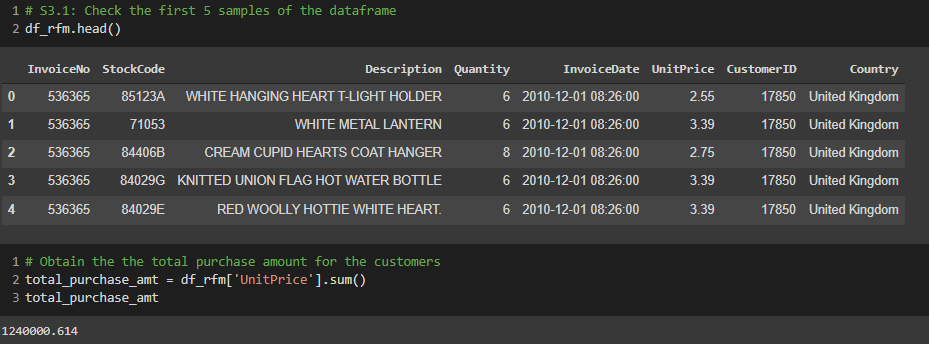 1 # S3.1: Check the first 5 samples of the dataframe
2 df_rfm.head()
InvoiceNo StockCode Description Quantity InvoiceDate UnitPrice CustomerID Country
0 536365 85123A WHITE HANGING HEART T-LIGHT HOLDER 6 2010-12-01 08:26:00 2.55 17850 United Kingdom
1 536365 71053 WHITE METAL LANTERN 6 2010-12-01 08:26:00 3.39 17850 United Kingdom
2 536365 84406B CREAM CUPID HEARTS COAT HANGER 8 2010-12-01 08:26:00 2.75 17850 United Kingdom
3 536365 84029G KNITTED UNION FLAG HOT WATER BOTTLE 6 2010-12-01 08:26:00 3.39 17850 United Kingdom
4 536365 84029E RED WOOLLY HOTTIE WHITE HEART. 6 2010-12-01 08:26:00 3.39 17850 United Kingdom
1 # Obtain the the total purchase amount for the customers
2 total_purchase_amt = df_rfm['UnitPrice'].sum()
3 total_purchase_amt
1240000.614